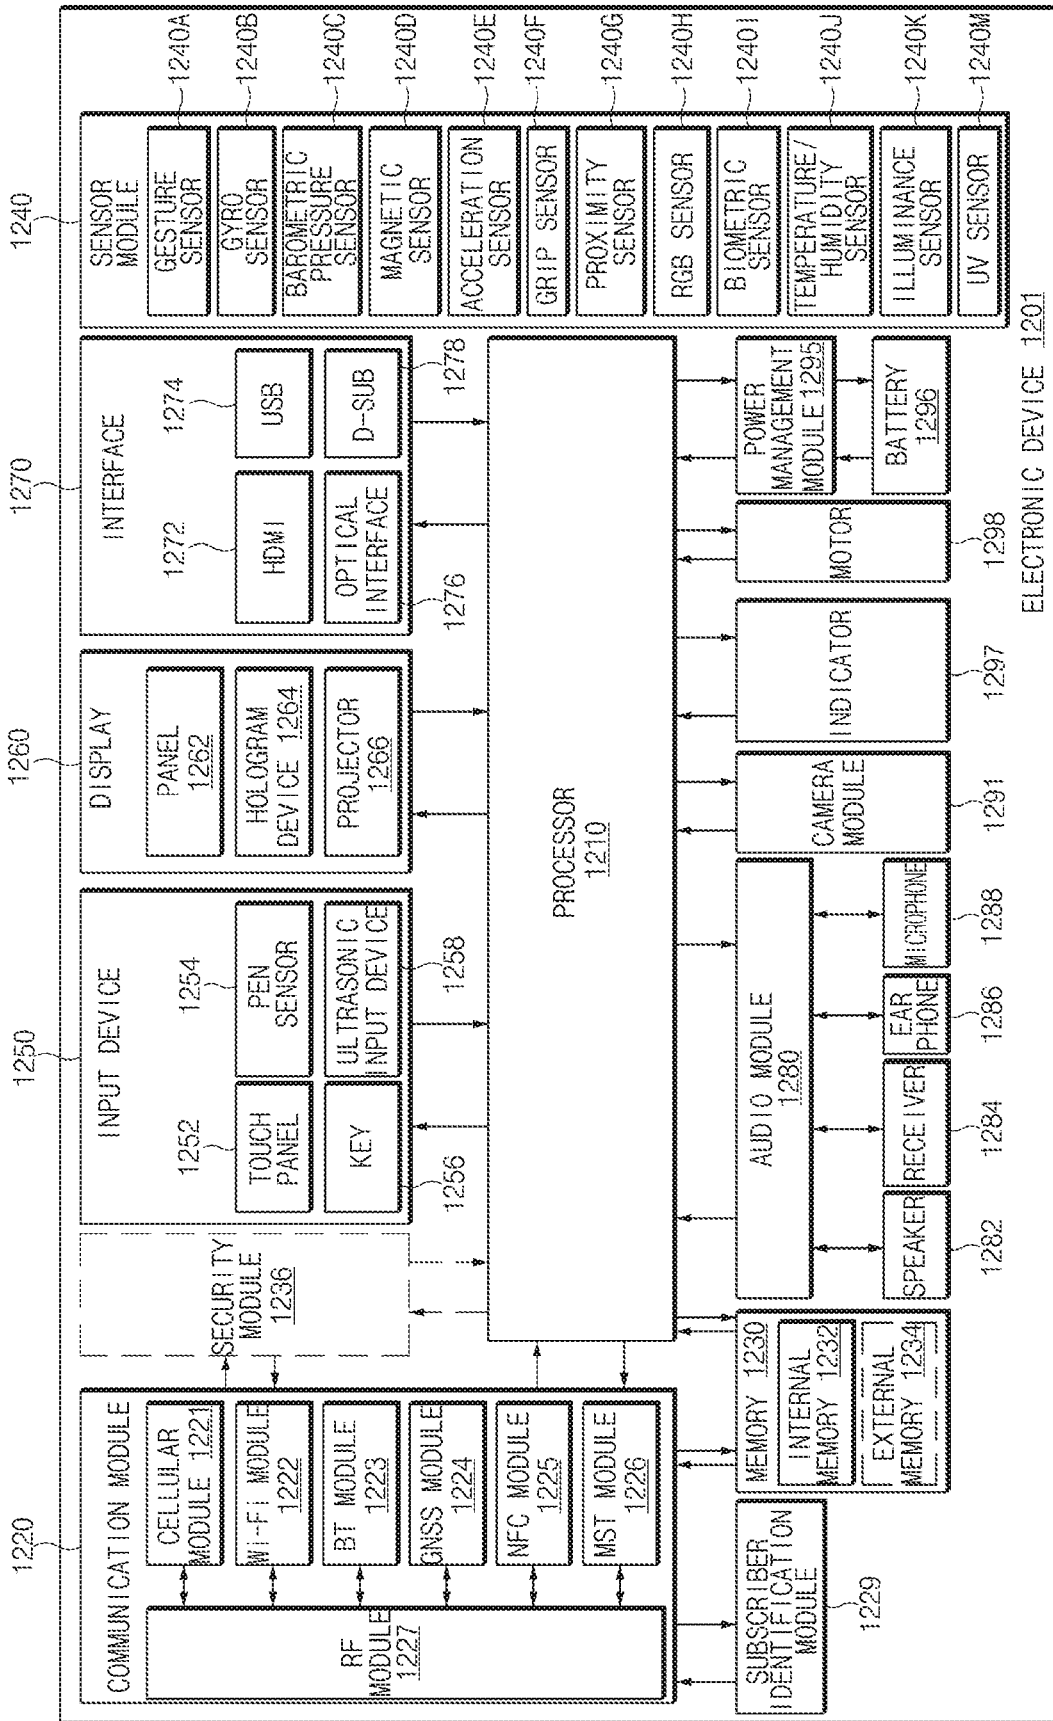 1220
COMMUNICATION MODULE
RF
MODULE
1227
CELLULAR
MODULE 1221
WI-FI MODULE
1222
BT MODULE
1223
GNSS MODULE
1224
NFC MODULE
1225
MST MODULE
1226
SECURITY
MODULE
1236
1250
INPUT DEVICE
1252
TOUCH
PANEL
1254
PEN
SENSOR
KEY
1256
ULTRASONIC
INPUT DEVICE
1258
1260
DISPLAY
PANEL
1262
HOLOGRAM
DEVICE 1264
PROJECTOR
1266
1270
INTERFACE
1272
HDMI
1274
USB
OPTICAL
INTERFACE
1276
D-SUB
1278
1240
SENSOR
MODULE
GESTURE
SENSOR
1240A
GYRO
SENSOR
1240B
BAROMETRIC
PRESSURE
SENSOR
1240C
MAGNETIC
SENSOR
1240D
ACCELERATION
SENSOR
1240E
GRIP SENSOR
1240F
PROXIMITY
SENSOR
1240G
RGB SENSOR
1240H
BIOMETRIC
SENSOR
1240I
TEMPERATURE/
HUMIDITY
SENSOR
1240J
ILLUMINANCE
SENSOR
1240K
UV SENSOR
1240M
PROCESSOR
1210
SUBSCRIBER
IDENTIFICATION
MODULE
1229
MEMORY 1230
INTERNAL
MEMORY 1232
EXTERNAL
MEMORY 1234
AUDIO MODULE
1280
SPEAKER
1282
RECEIVER
1284
EAR
PHONE
1286
MICROPHONE
1288
CAMERA
MODULE
1291
INDICATOR
1297
MOTOR
1298
POWER
MANAGEMENT
MODULE 1295
BATTERY
1296
ELECTRONIC DEVICE 1201